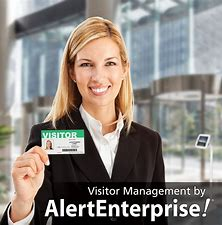 VISITOR
Visitor Management by
AlertEnterprise!